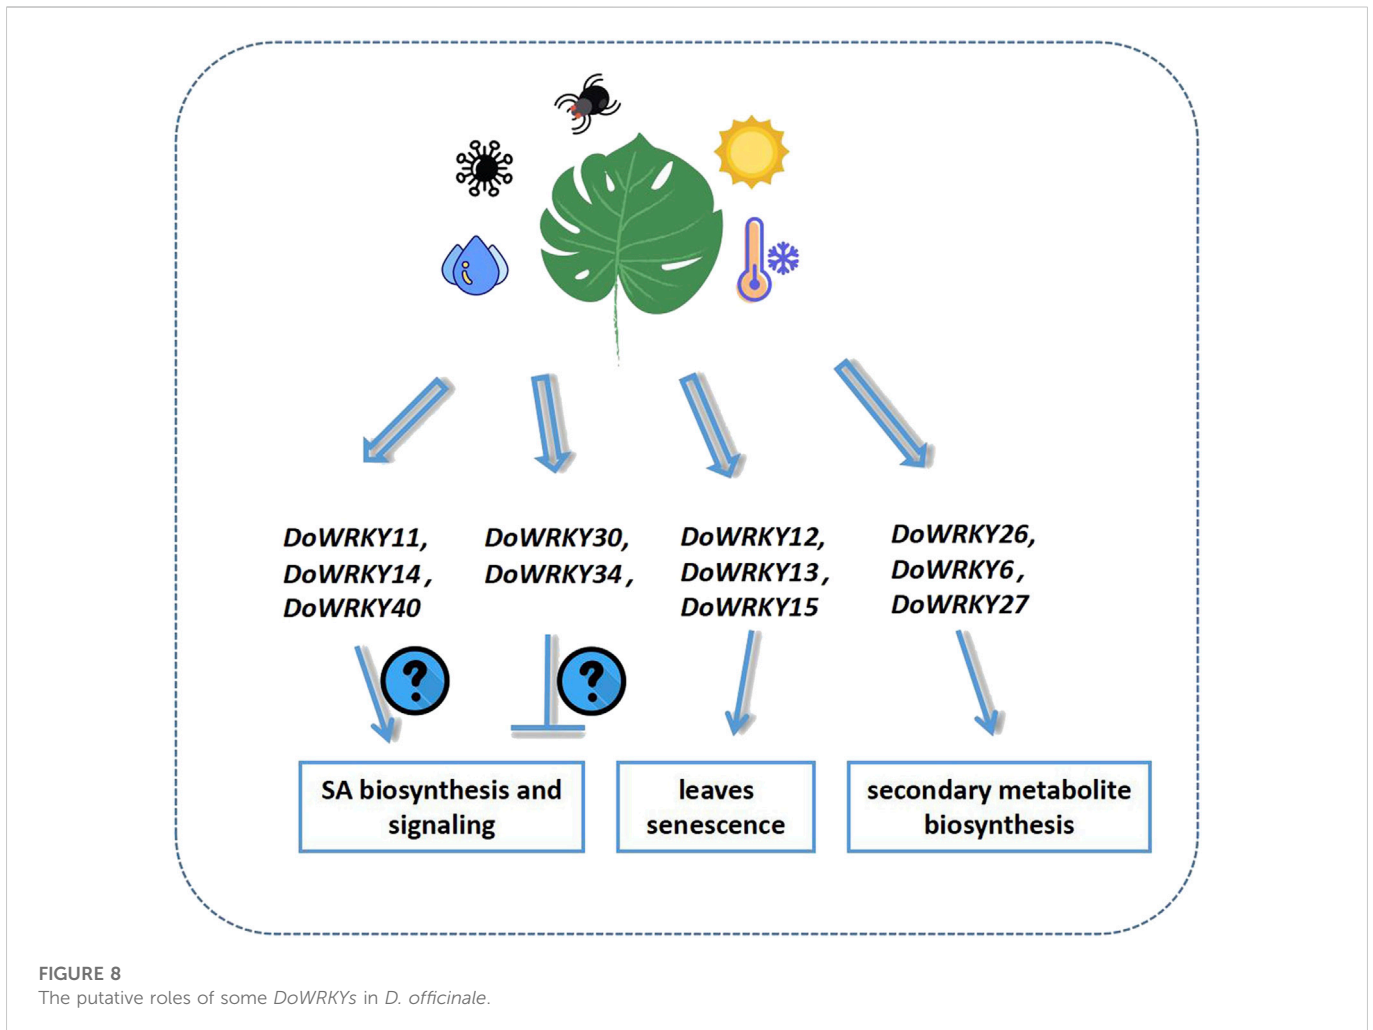 DoWRKY11,
DoWRKY14,
DoWRKY40
DoWRKY30,
DoWRKY34,
DoWRKY12,
DoWRKY13,
DoWRKY15
DoWRKY26,
DoWRKY6,
DoWRKY27
?
?
SA biosynthesis and
signaling
leaves
senescence
secondary metabolite
biosynthesis
FIGURE 8
The putative roles of some DoWRKYs in D. officinale.